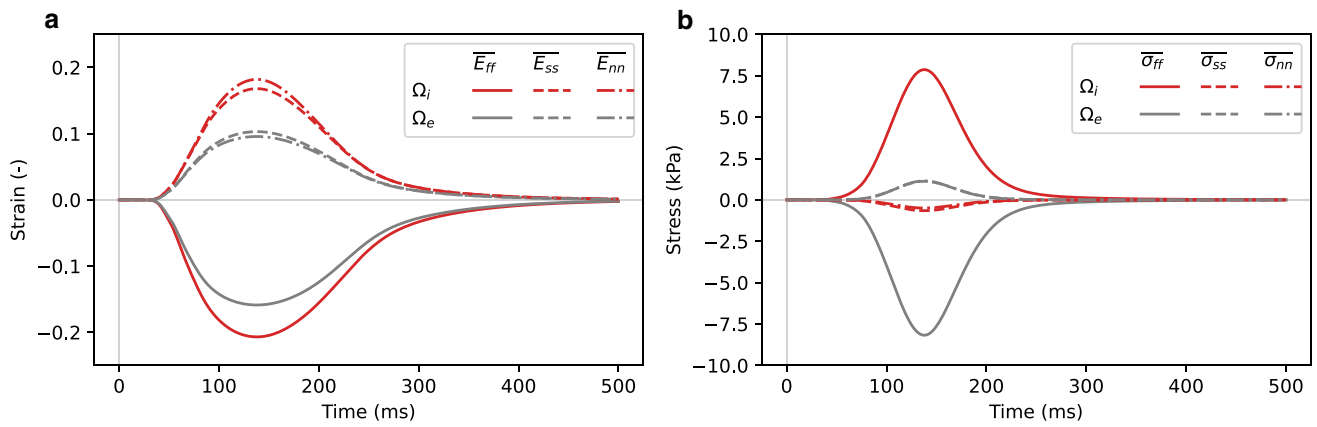 a
0.2
0.1
0.0
−0.1
−0.2
Strain (-)
0 100 200 300 400 500
Time (ms)
E_ff E_ss E_nn
Ω_i
Ω_e
b
10.0
7.5
5.0
2.5
0.0
−2.5
−5.0
−7.5
−10.0
Stress (kPa)
0 100 200 300 400 500
Time (ms)
σ_ff σ_ss σ_nn
Ω_i
Ω_e